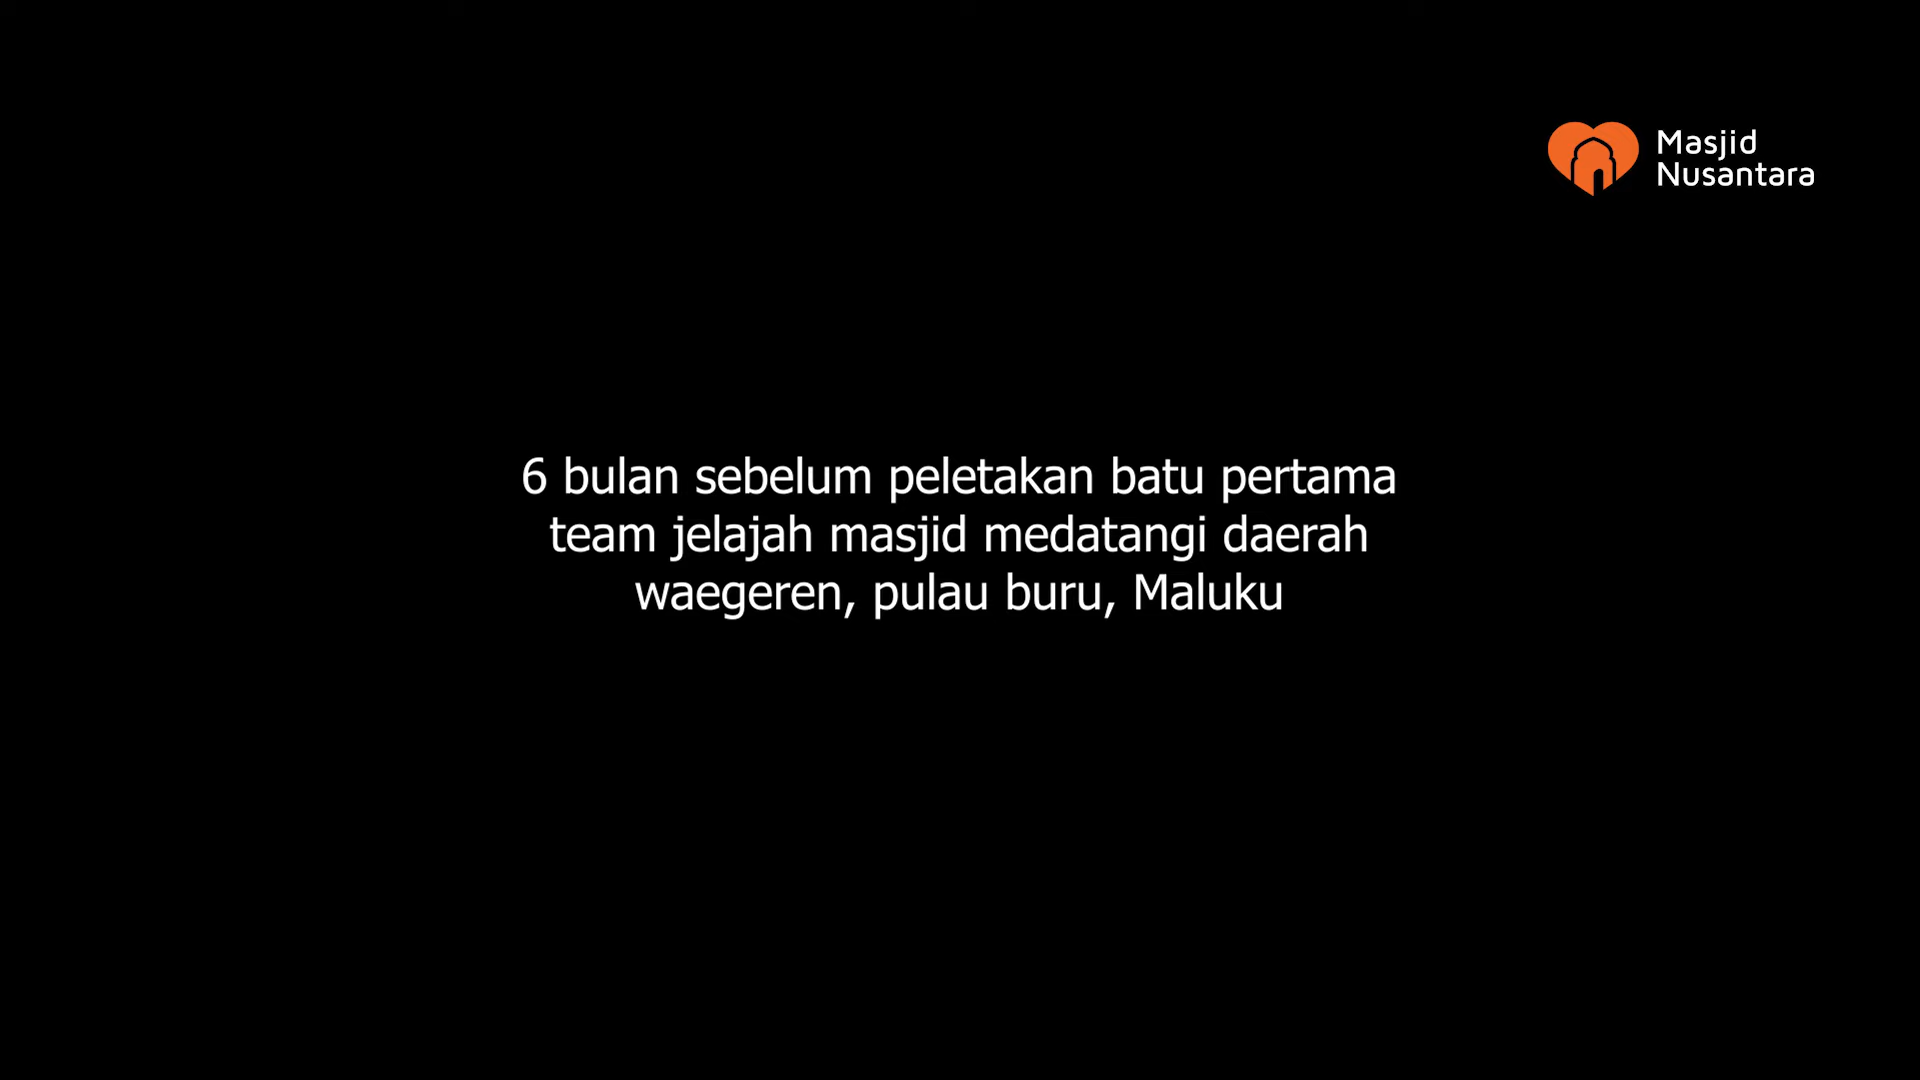 Masjid
Nusantara
6 bulan sebelum peletakan batu pertama
team jelajah masjid medatangi daerah
waegeren, pulau buru, Maluku